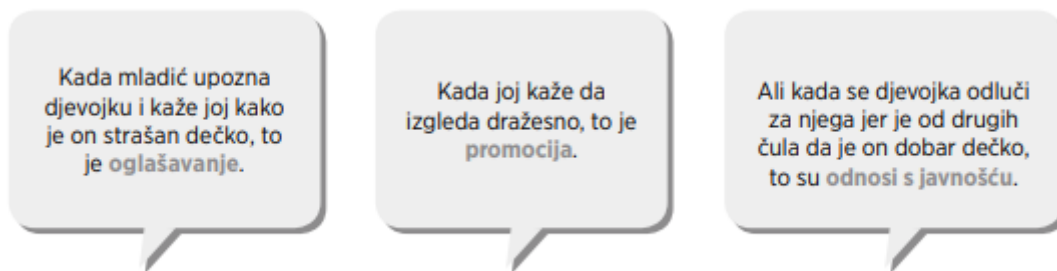 Kada mladić upozna
djevojku i kaže joj kako
je on strašan dečko, to
je oglašavanje.
Kada joj kaže da
izgleda dražesno, to je
promocija.
Ali kada se djevojka odluči
za njega jer je od drugih
čula da je on dobar dečko,
to su odnosi s javnošću.